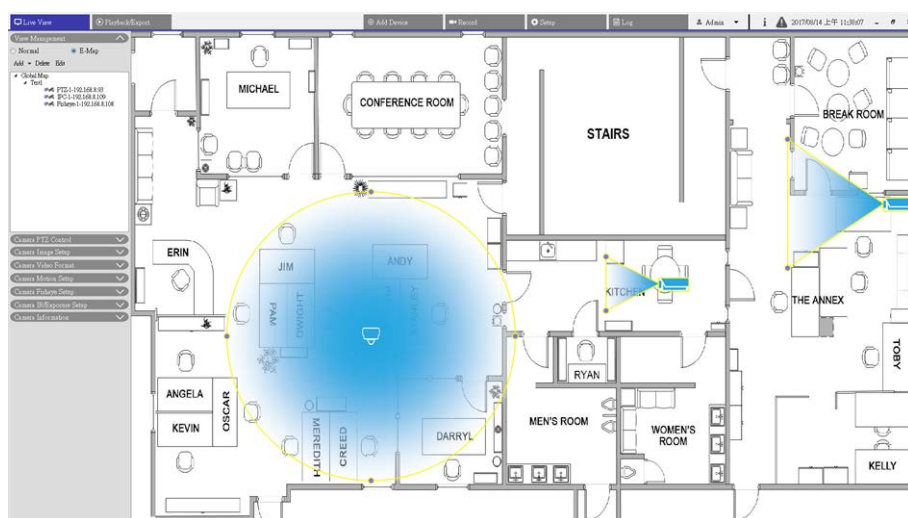 Live View
Playback/Export
Add Device
Record
Setup
Log
Admin
2017/08/14 上午 11:38:07
View Management
Normal
E-Map
Add
Delete
Edit
Global Map
Test1
PTZ-1-192.168.8.93
IPC-1-192.168.8.109
Fisheye-1-192.168.8.108
Camera PTZ Control
Camera Image Setup
Camera Video Format
Camera Motion Setup
Camera Fisheye Setup
Camera IR/Exposure Setup
Camera Information
MICHAEL
CONFERENCE ROOM
STAIRS
BREAK ROOM
ERIN
JIM
ANDY
PAM
DWIGHT
STANLEY
KITCHEN
THE ANNEX
RYAN
TOBY
ANGELA
KEVIN
OSCAR
MEREDITH
CREED
DARRYL
MEN'S ROOM
WOMEN'S
ROOM
KELLY